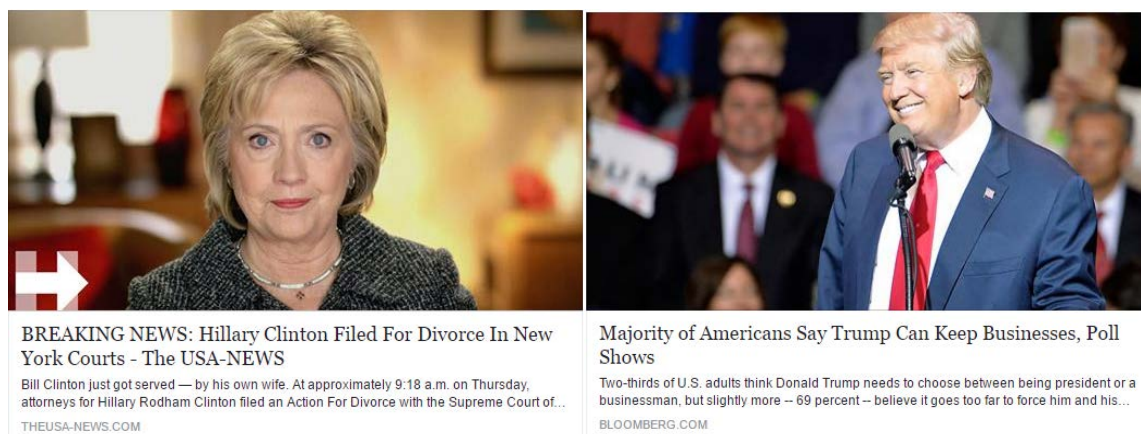 BREAKING NEWS: Hillary Clinton Filed For Divorce In New
York Courts - The USA-NEWS
Bill Clinton just got served — by his own wife. At approximately 9:18 a.m. on Thursday,
attorneys for Hillary Rodham Clinton filed an Action For Divorce with the Supreme Court of...
THEUSA-NEWS.COM
Majority of Americans Say Trump Can Keep Businesses, Poll
Shows
Two-thirds of U.S. adults think Donald Trump needs to choose between being president or a
businessman, but slightly more -- 69 percent -- believe it goes too far to force him and his...
BLOOMBERG.COM